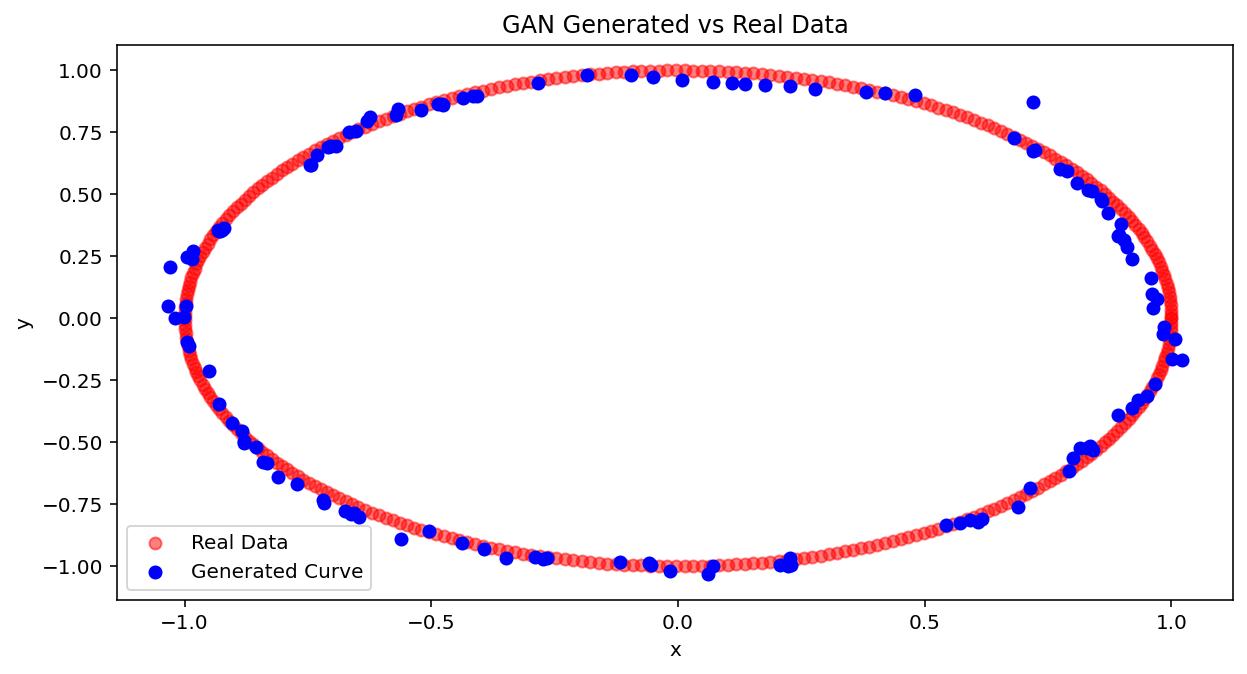 GAN Generated vs Real Data
1.00
0.75
0.50
0.25
0.00
−0.25
−0.50
−0.75
−1.00
y
Real Data
Generated Curve
−1.0 −0.5 0.0 0.5 1.0
x